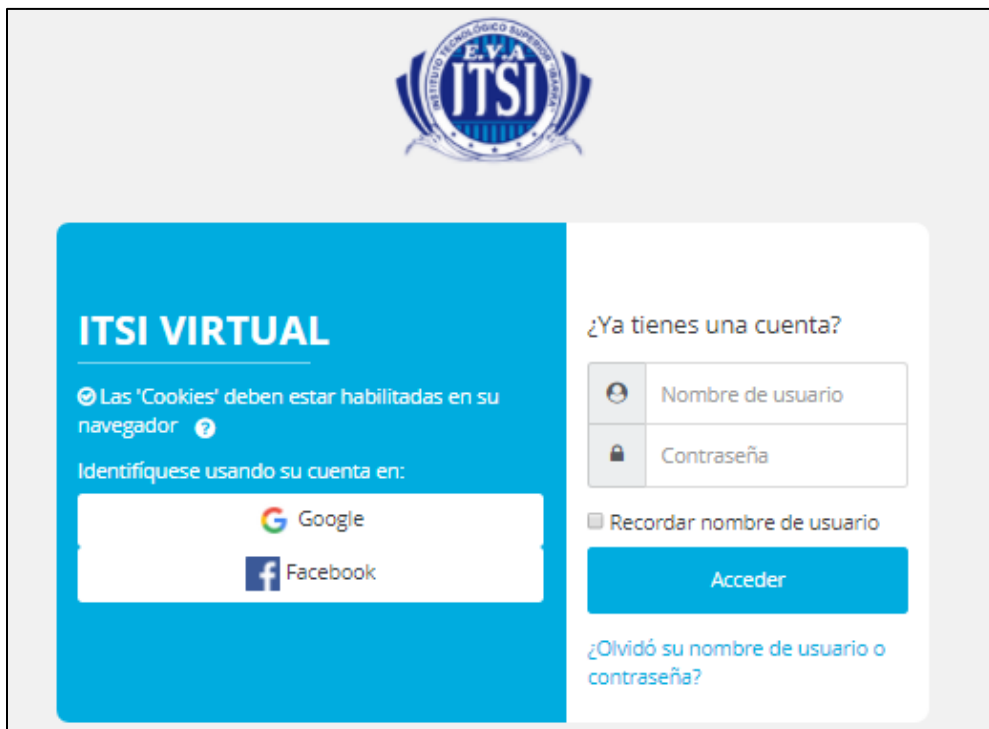 INSTITUTO TECNOLÓGICO SUPERIOR "IBARRA"
E.V.A
ITSI
ITSI VIRTUAL
Las 'Cookies' deben estar habilitadas en su
navegador
Identifíquese usando su cuenta en:
Google
Facebook
¿Ya tienes una cuenta?
Nombre de usuario
Contraseña
Recordar nombre de usuario
Acceder
¿Olvidó su nombre de usuario o
contraseña?